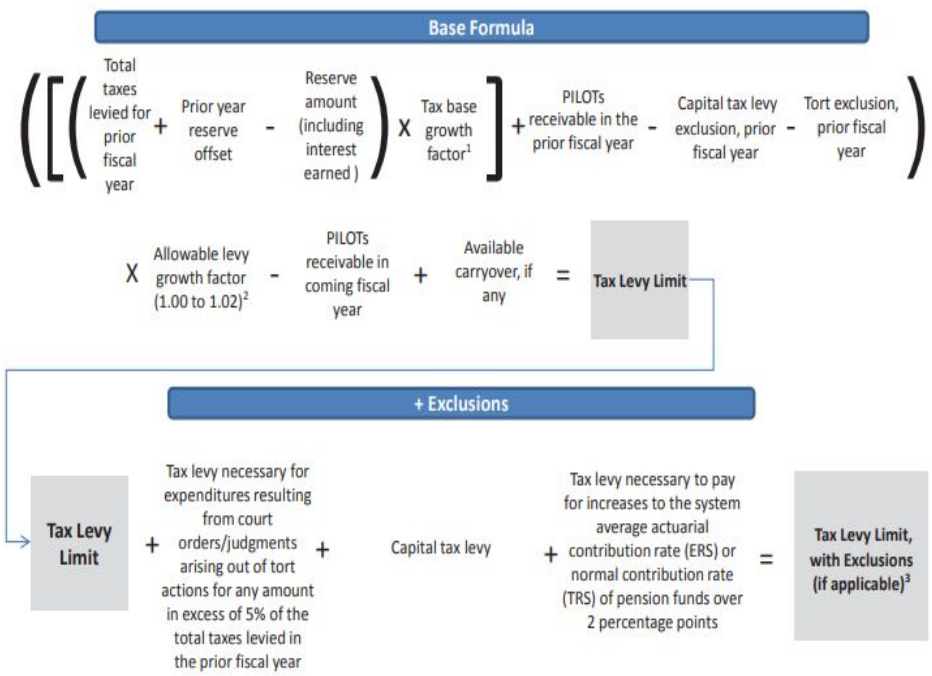 Base Formula
( [ (
Total
taxes
levied for
prior
fiscal
year
+
Prior year
reserve
offset
-
Reserve
amount
(including
interest
earned )
)
X
Tax base
growth
factor¹
]
+
PILOTs
receivable in the
prior fiscal year
-
Capital tax levy
exclusion, prior
fiscal year
-
Tort exclusion,
prior fiscal
year
)
X
Allowable levy
growth factor
(1.00 to 1.02)²
-
PILOTs
receivable in
coming fiscal
year
+
Available
carryover, if
any
=
Tax Levy Limit
+ Exclusions
Tax Levy
Limit
+
Tax levy necessary for
expenditures resulting
from court
orders/judgments
arising out of tort
actions for any amount
in excess of 5% of the
total taxes levied in
the prior fiscal year
+
Capital tax levy
+
Tax levy necessary to pay
for increases to the system
average actuarial
contribution rate (ERS) or
normal contribution rate
(TRS) of pension funds over
2 percentage points
=
Tax Levy Limit,
with Exclusions
(if applicable)³